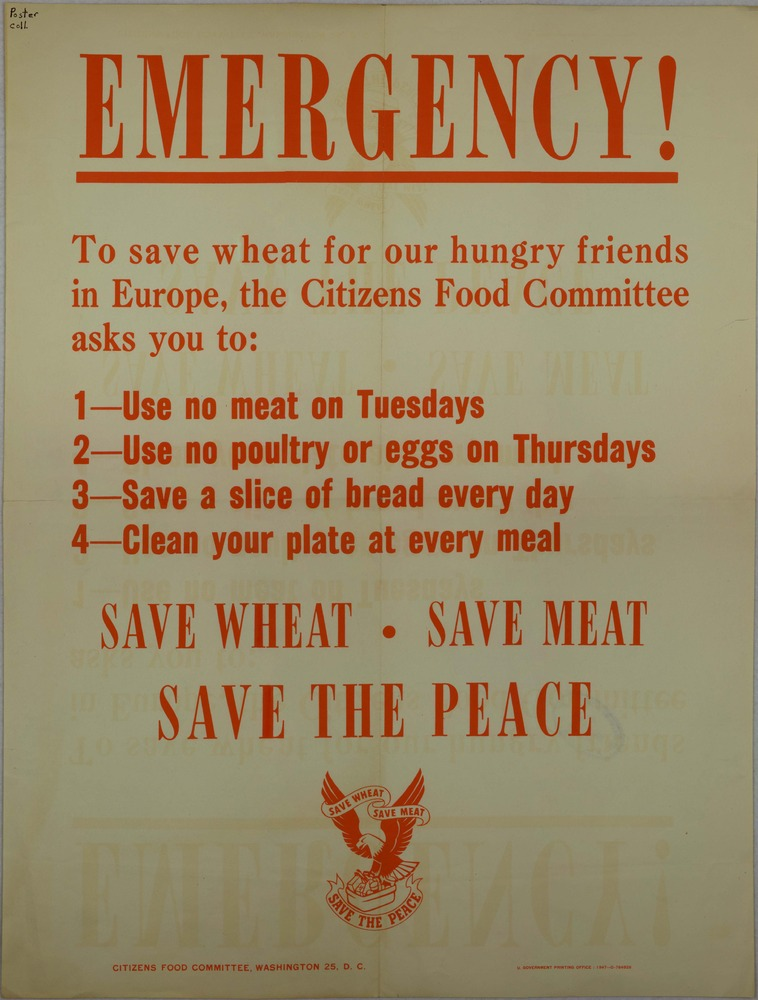 Poster
coll.
EMERGENCY!
To save wheat for our hungry friends
in Europe, the Citizens Food Committee
asks you to:
1—Use no meat on Tuesdays
2—Use no poultry or eggs on Thursdays
3—Save a slice of bread every day
4—Clean your plate at every meal
SAVE WHEAT • SAVE MEAT
SAVE THE PEACE
SAVE WHEAT
SAVE MEAT
SAVE THE PEACE
CITIZENS FOOD COMMITTEE, WASHINGTON 25, D. C.
GOVERNMENT PRINTING OFFICE